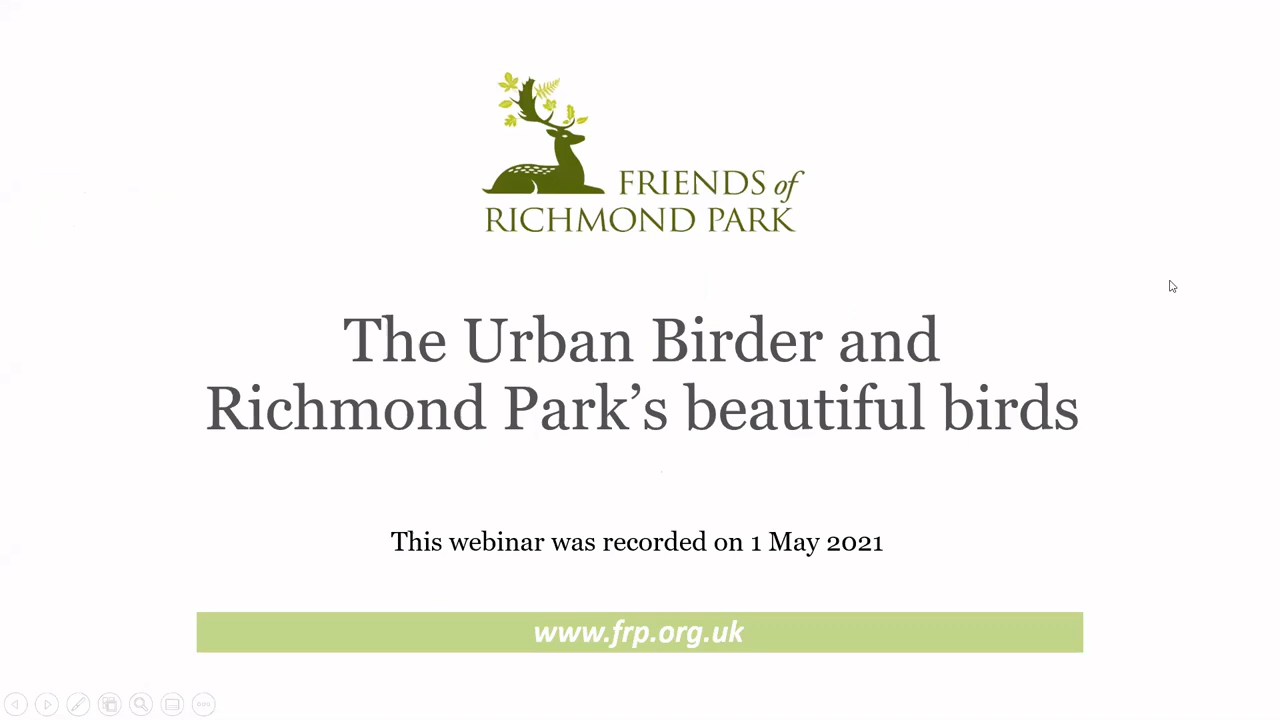 FRIENDS of
RICHMOND PARK
The Urban Birder and
Richmond Park’s beautiful birds
This webinar was recorded on 1 May 2021
www.frp.org.uk